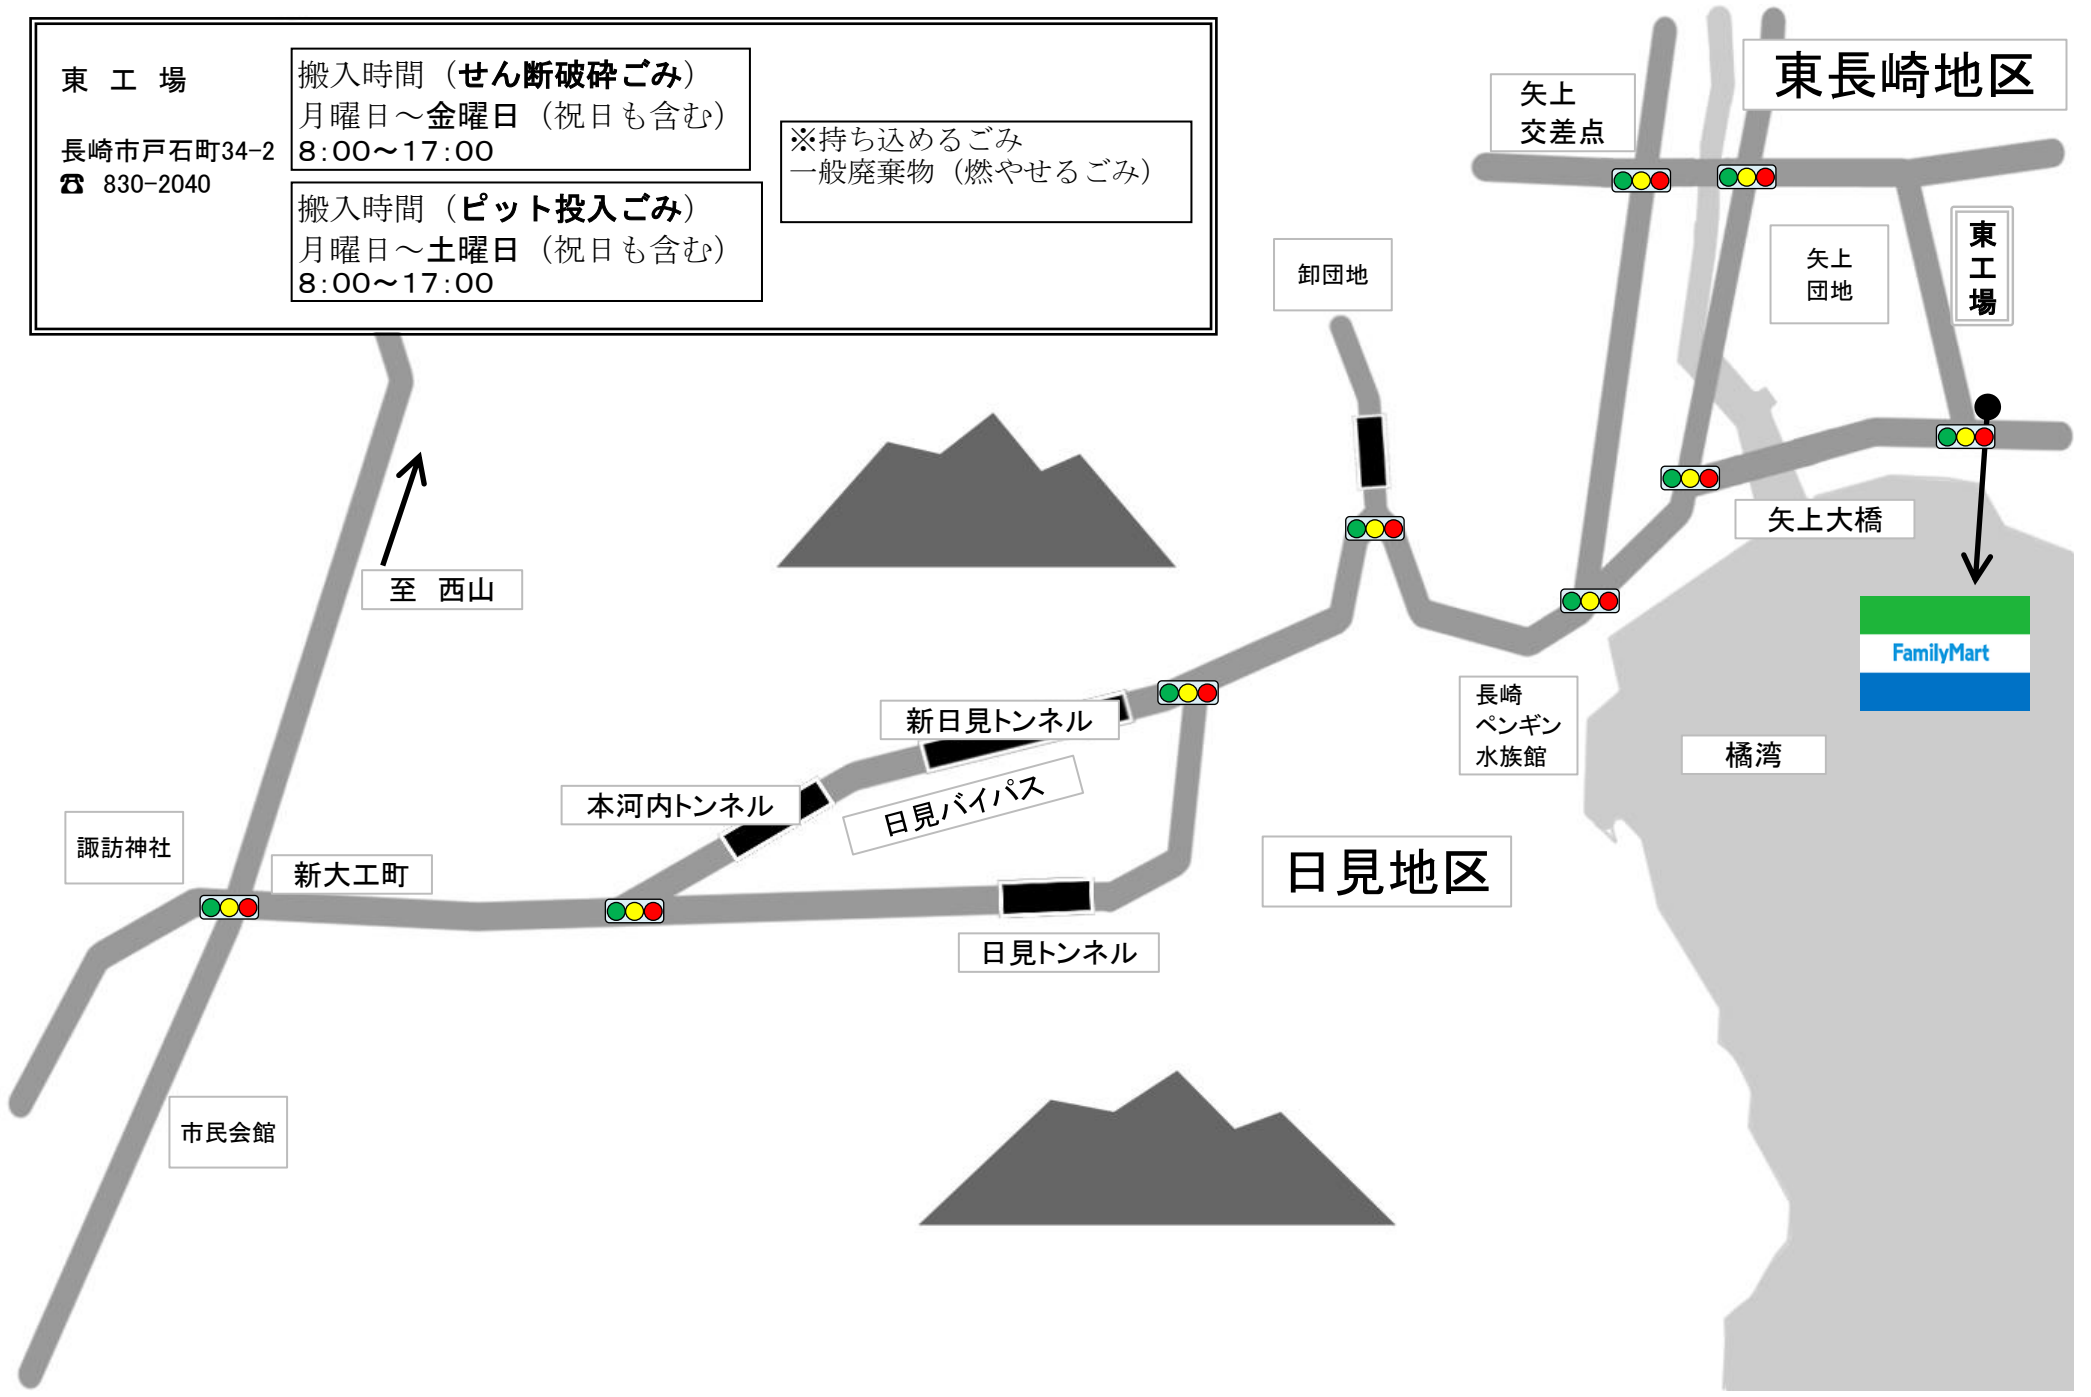 東 工 場
長崎市戸石町34-2
☎ 830-2040
搬入時間（せん断破砕ごみ）
月曜日～金曜日（祝日も含む）
8:00～17:00
搬入時間（ピット投入ごみ）
月曜日～土曜日（祝日も含む）
8:00～17:00
※持ち込めるごみ
一般廃棄物（燃やせるごみ）
東長崎地区
矢上
交差点
矢上
団地
東工場
卸団地
矢上大橋
至 西山
FamilyMart
長崎
ペンギン
水族館
橘湾
新日見トンネル
本河内トンネル
日見バイパス
日見地区
諏訪神社
新大工町
日見トンネル
市民会館